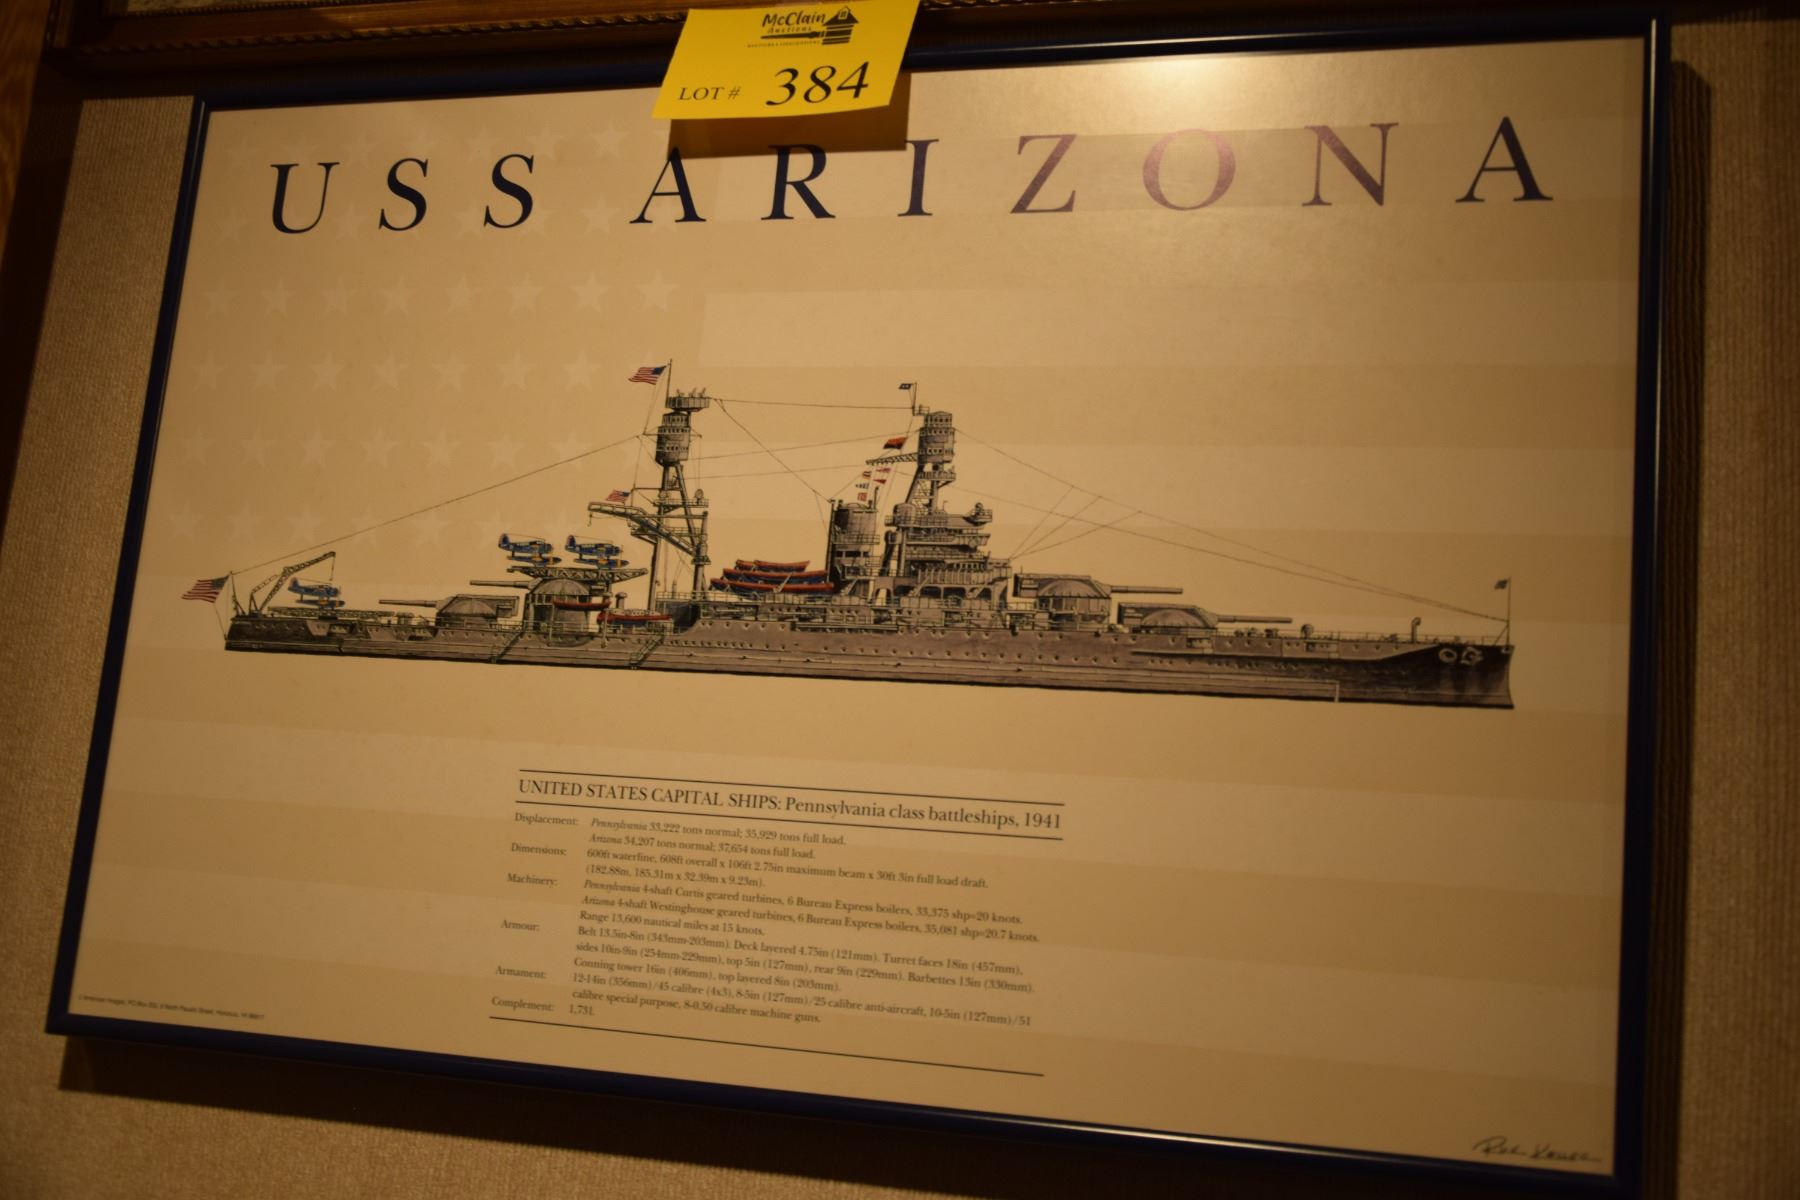 McClain
Auctions
LOT # 384
USS ARIZONA
UNITED STATES CAPITAL SHIPS: Pennsylvania class battleships, 1941
Displacement: Pennsylvania 33,222 tons normal; 35,929 tons full load.
Arizona 34,207 tons normal; 37,654 tons full load.
Dimensions: 600ft waterline, 608ft overall x 106ft 2.75in maximum beam x 30ft 3in full load draft.
(182.88m, 185.31m x 32.39m x 9.23m).
Machinery: Pennsylvania 4-shaft Curtis geared turbines, 6 Bureau Express boilers, 33,375 shp=20 knots.
Arizona 4-shaft Westinghouse geared turbines, 6 Bureau Express boilers, 35,081 shp=20.7 knots.
Range 13,600 nautical miles at 15 knots.
Armour: Belt 13.5in-8in (343mm-203mm). Deck layered 4.75in (121mm). Turret faces 18in (457mm),
sides 10in-9in (254mm-229mm), top 5in (127mm), rear 9in (229mm). Barbettes 13in (330mm).
Conning tower 16in (406mm), top layered 8in (203mm).
Armament: 12-14in (356mm)/45 calibre (4x3), 8-5in (127mm)/25 calibre anti-aircraft, 10-5in (127mm)/51
calibre special purpose, 8-0.50 calibre machine guns.
Complement: 1,731.